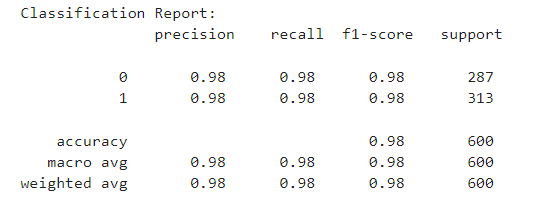 Classification Report:
precision recall f1-score support
0 0.98 0.98 0.98 287
1 0.98 0.98 0.98 313
accuracy 0.98 600
macro avg 0.98 0.98 0.98 600
weighted avg 0.98 0.98 0.98 600